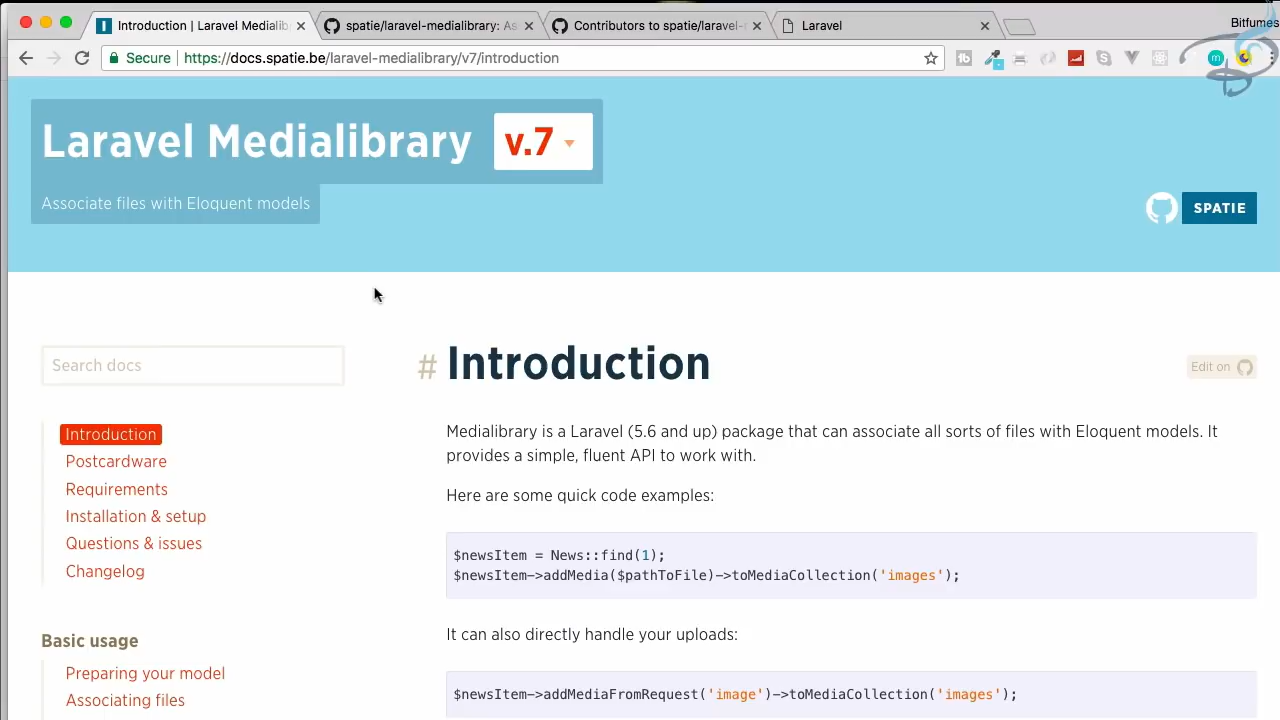 Introduction | Laravel Medialib
spatie/laravel-medialibrary: As
Contributors to spatie/laravel-
Laravel
Bitfumes
Secure
https://docs.spatie.be/laravel-medialibrary/v7/introduction
Laravel Medialibrary
v.7
Associate files with Eloquent models
SPATIE
Search docs
# Introduction
Edit on
Introduction
Postcardware
Requirements
Installation & setup
Questions & issues
Changelog
Basic usage
Preparing your model
Associating files
Medialibrary is a Laravel (5.6 and up) package that can associate all sorts of files with Eloquent models. It
provides a simple, fluent API to work with.
Here are some quick code examples:
$newsItem = News::find(1);
$newsItem->addMedia($pathToFile)->toMediaCollection('images');
It can also directly handle your uploads:
$newsItem->addMediaFromRequest('image')->toMediaCollection('images');